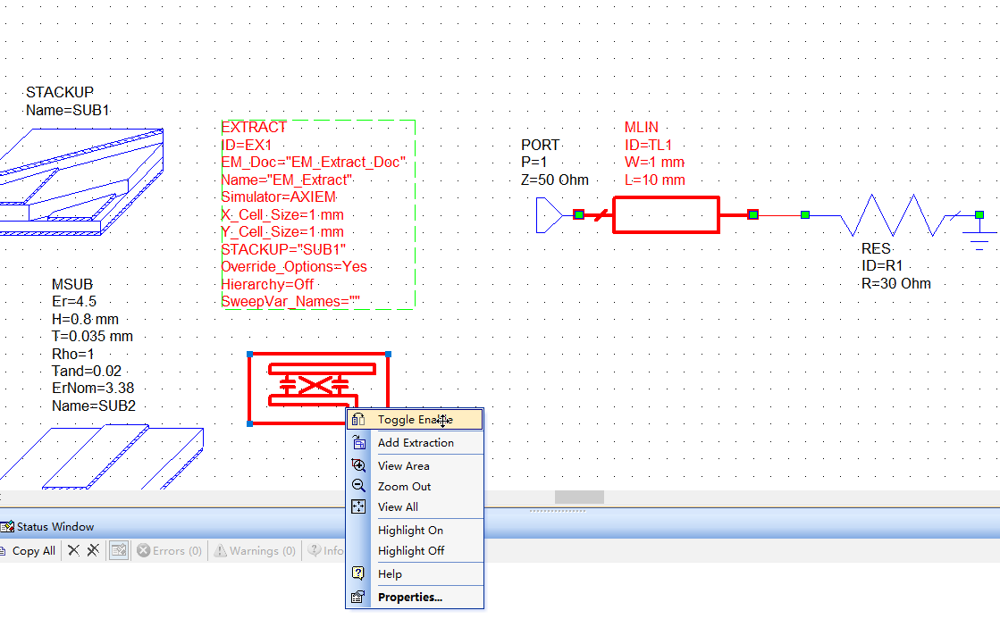 STACKUP
Name=SUB1
EXTRACT
ID=EX1
EM_Doc="EM_Extract_Doc"
Name="EM_Extract"
Simulator=AXIEM
X_Cell_Size=1 mm
Y_Cell_Size=1 mm
STACKUP="SUB1"
Override_Options=Yes
Hierarchy=Off
SweepVar_Names=""
PORT
P=1
Z=50 Ohm
MLIN
ID=TL1
W=1 mm
L=10 mm
RES
ID=R1
R=30 Ohm
MSUB
Er=4.5
H=0.8 mm
T=0.035 mm
Rho=1
Tand=0.02
ErNom=3.38
Name=SUB2
Toggle Enable
Add Extraction
View Area
Zoom Out
View All
Highlight On
Highlight Off
Help
Properties...
Status Window
Copy All
Errors (0)
Warnings (0)
Info